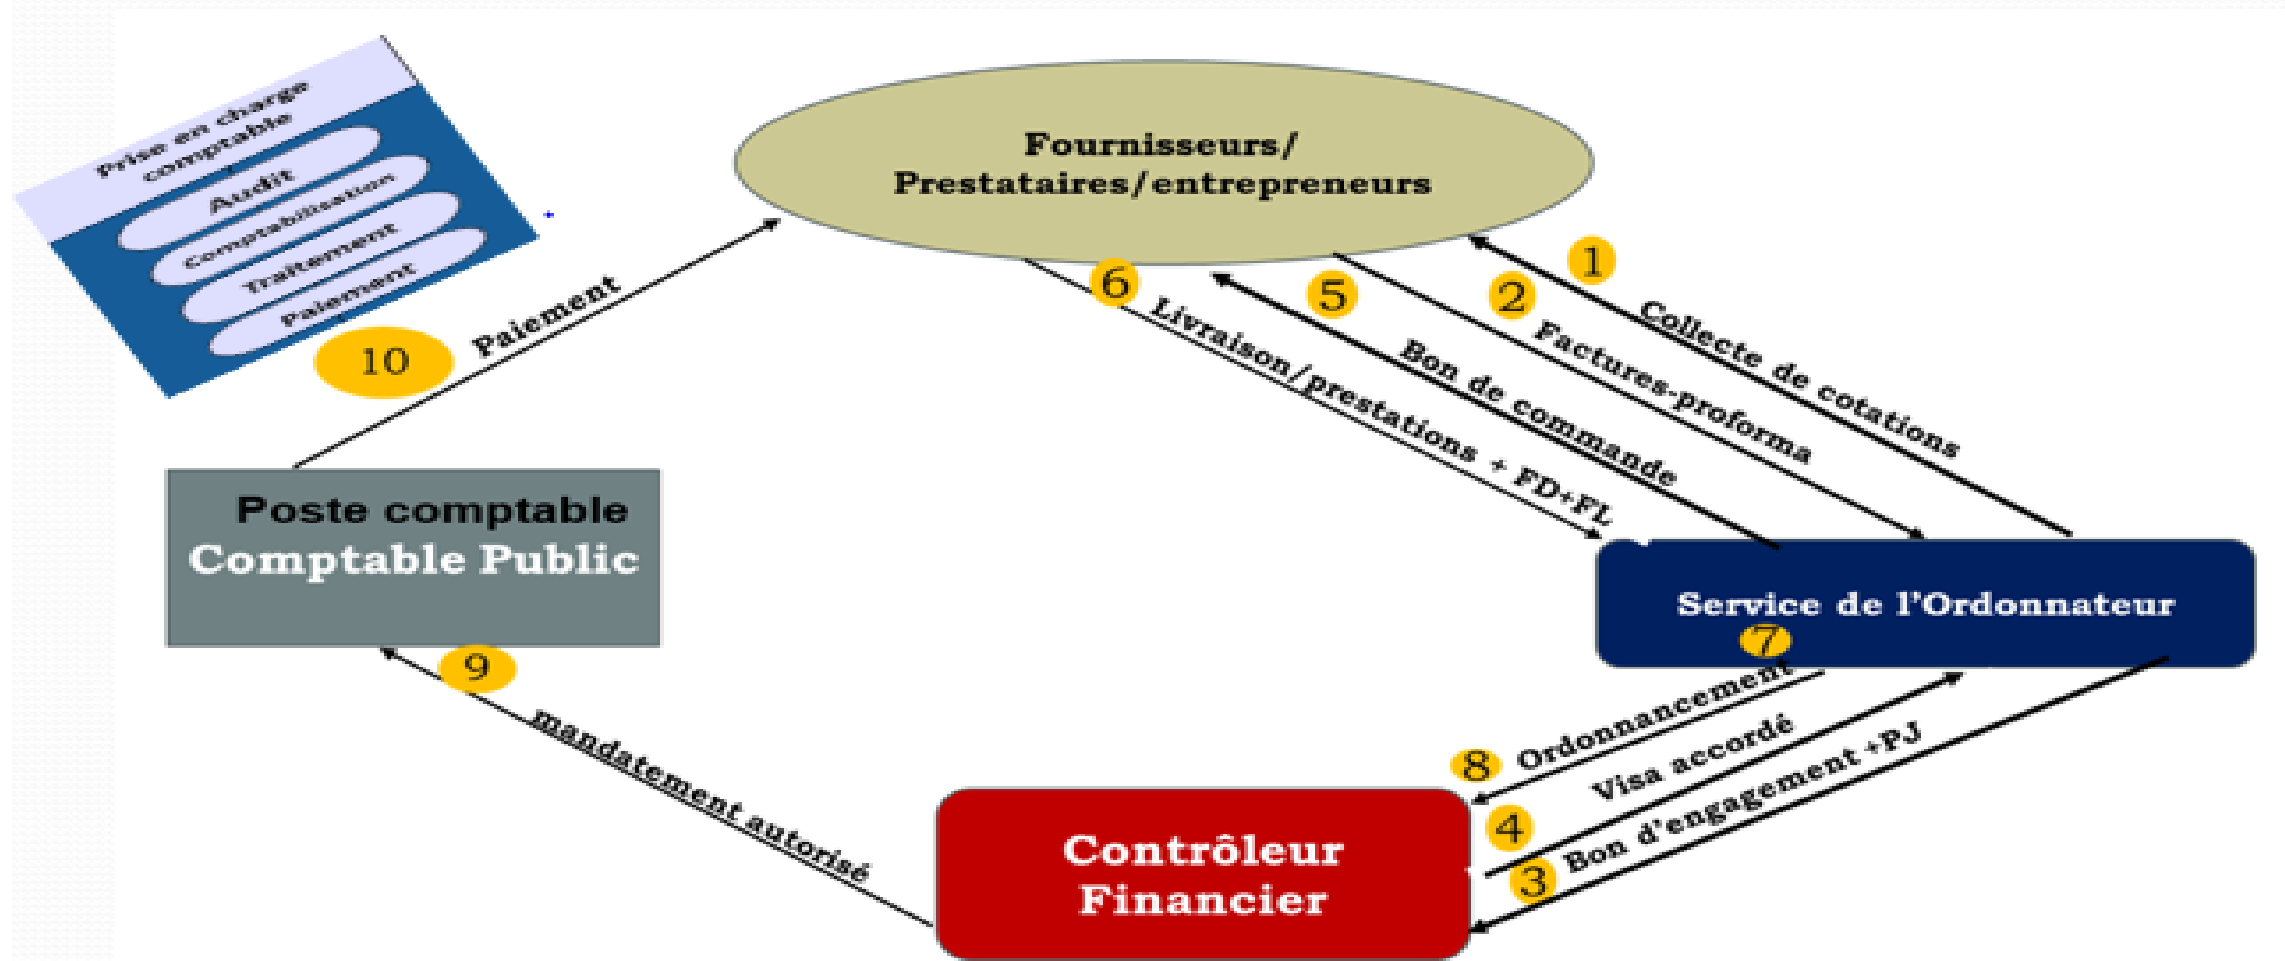 Prise en charge
comptable
Audit
Comptabilisation
Traitement
Paiement
Fournisseurs/
Prestataires/entrepreneurs
1
Collecte de cotations
2
Factures-proforma
5
Bon de commande
6
Livraison/prestations + FD+FL
10
Paiement
Poste comptable
Comptable Public
Service de l'Ordonnateur
7
8
Ordonnancement
4
Visa accordé
3
Bon d'engagement +PJ
9
mandatement autorisé
Contrôleur
Financier